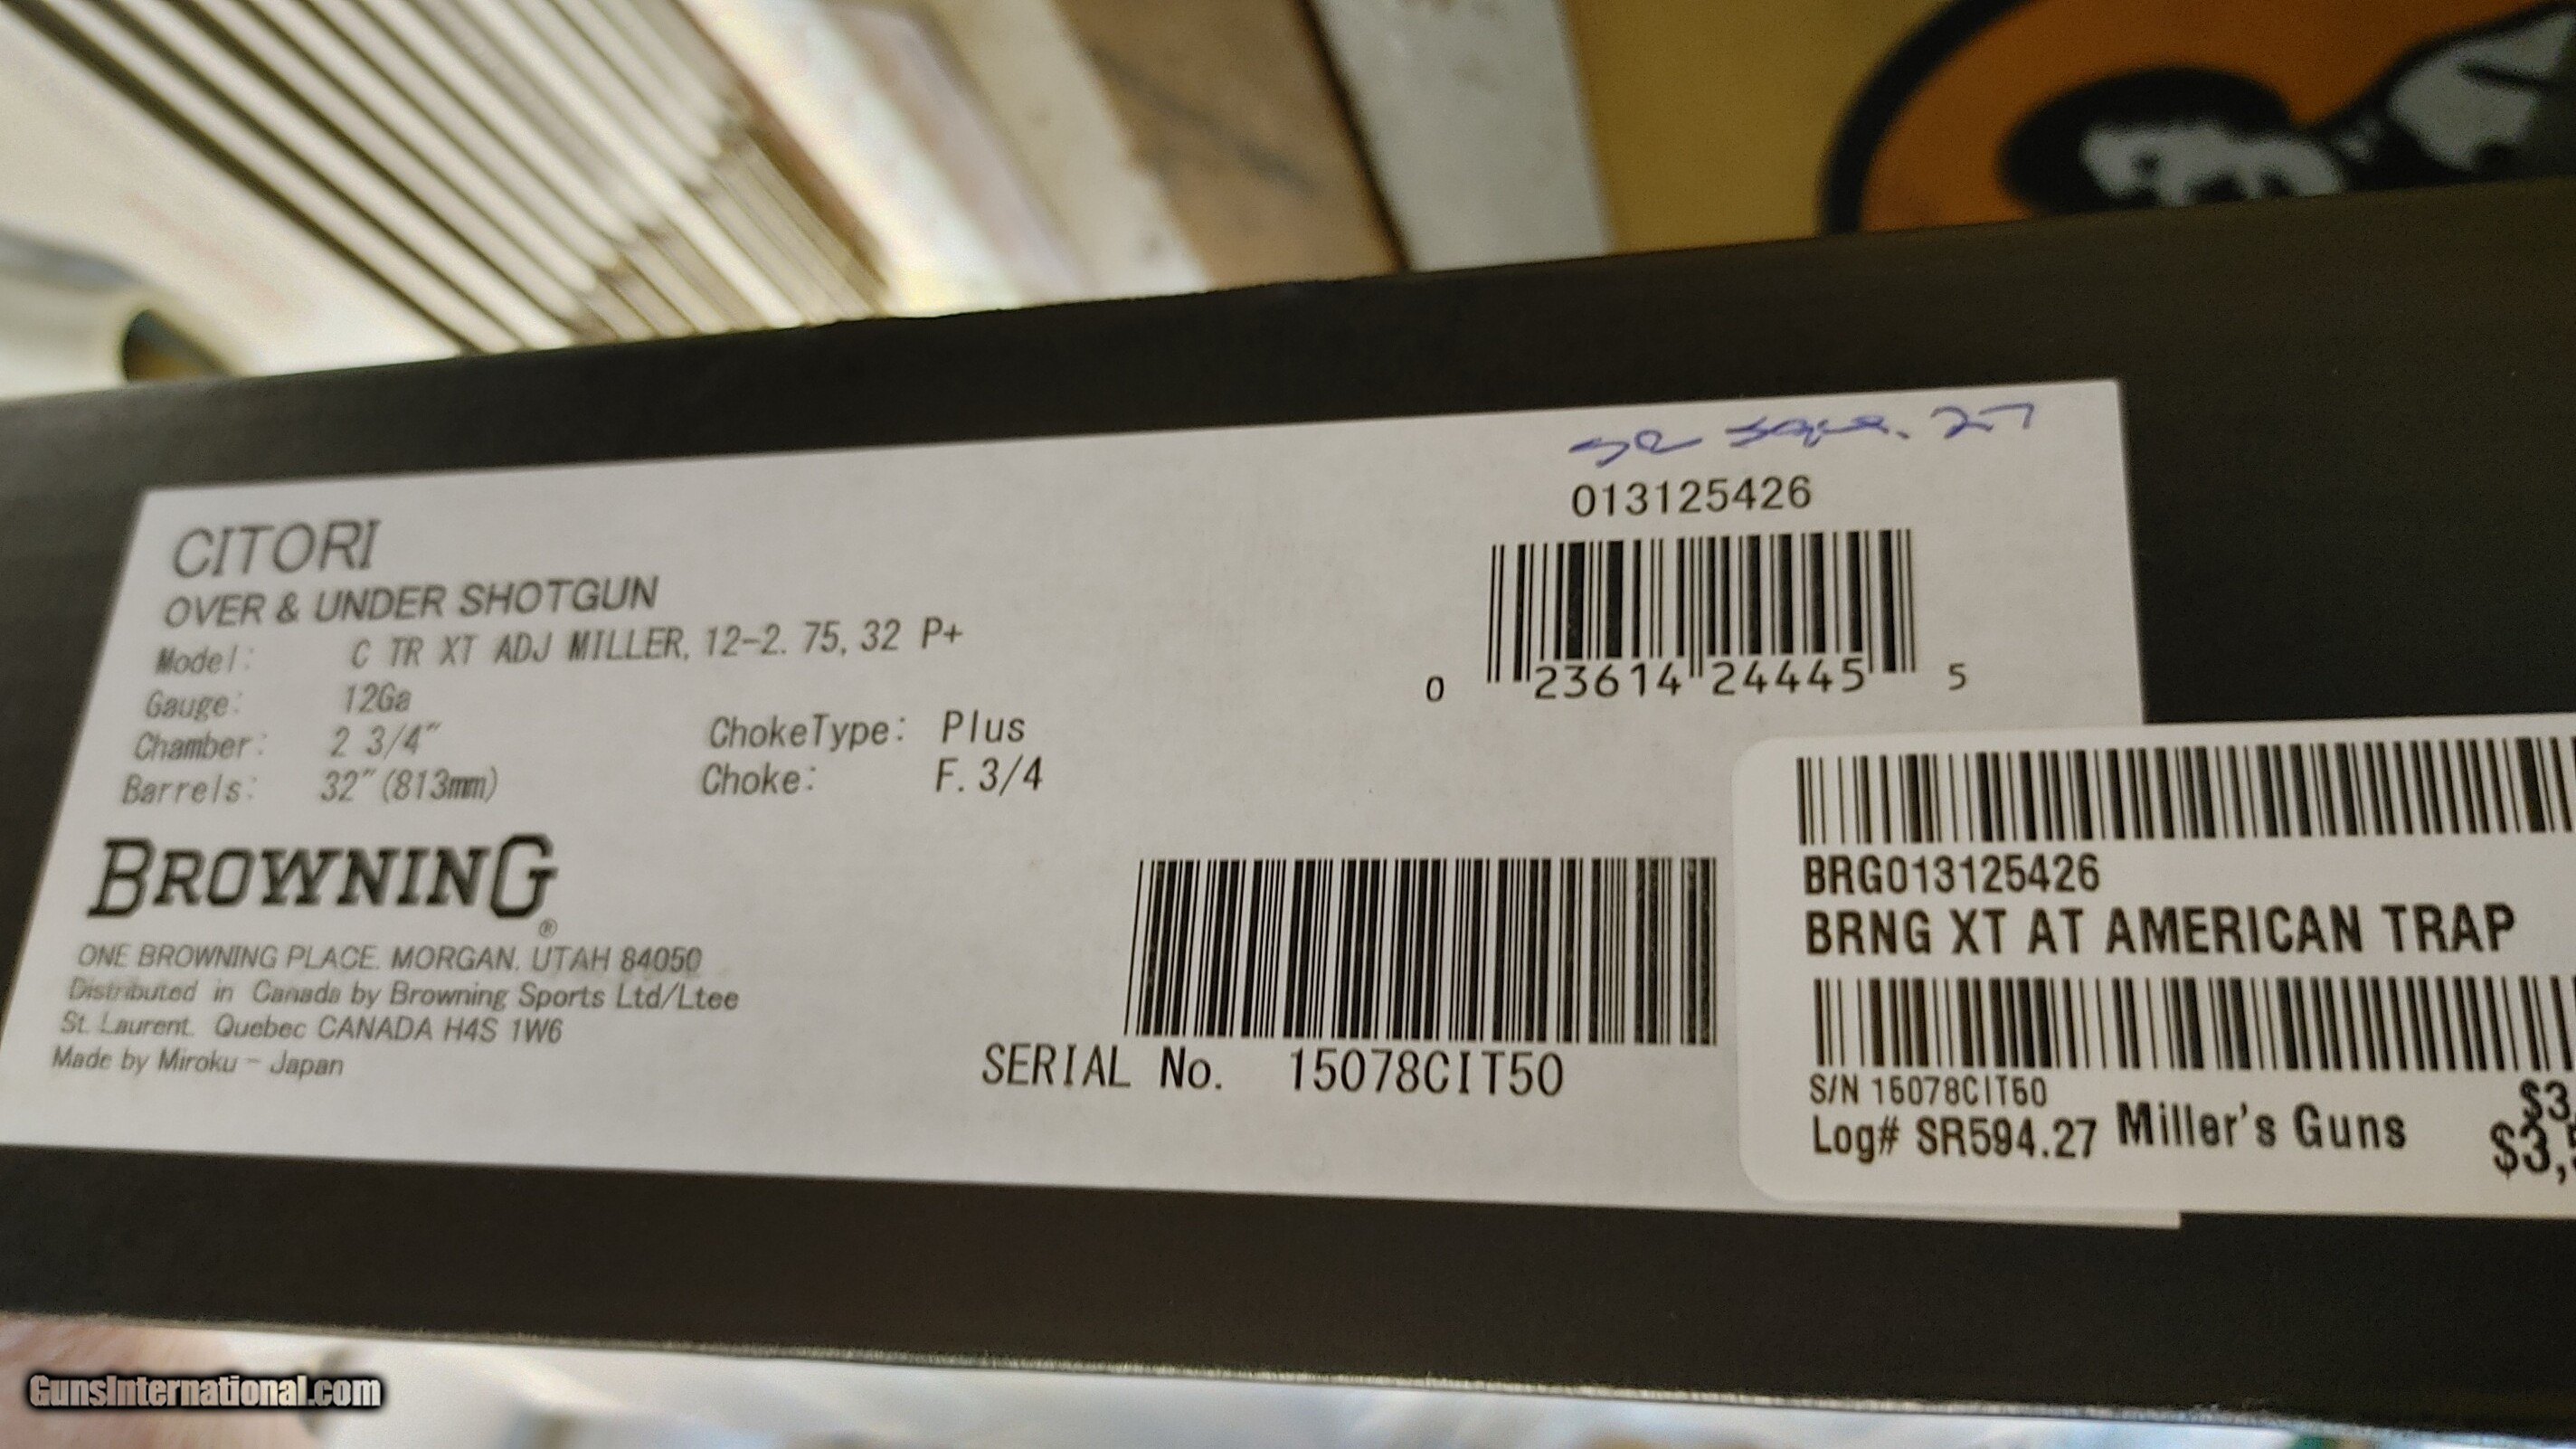 27
013125426
0 23614 24445 5
CITORI
OVER & UNDER SHOTGUN
Model: C TR XT ADJ MILLER, 12-2.75, 32 P+
Gauge: 12Ga
Chamber: 2 3/4" ChokeType: Plus
Barrels: 32"(813mm) Choke: F. 3/4
BROWNING®
ONE BROWNING PLACE. MORGAN. UTAH 84050
Distributed in Canada by Browning Sports Ltd/Ltee
St. Laurent. Quebec CANADA H4S 1W6
Made by Miroku - Japan
SERIAL No. 15078CIT50
BRG013125426
BRNG XT AT AMERICAN TRAP
S/N 15078CIT50
Log# SR594.27 Miller's Guns
$3,
$3,
GunsInternational.com